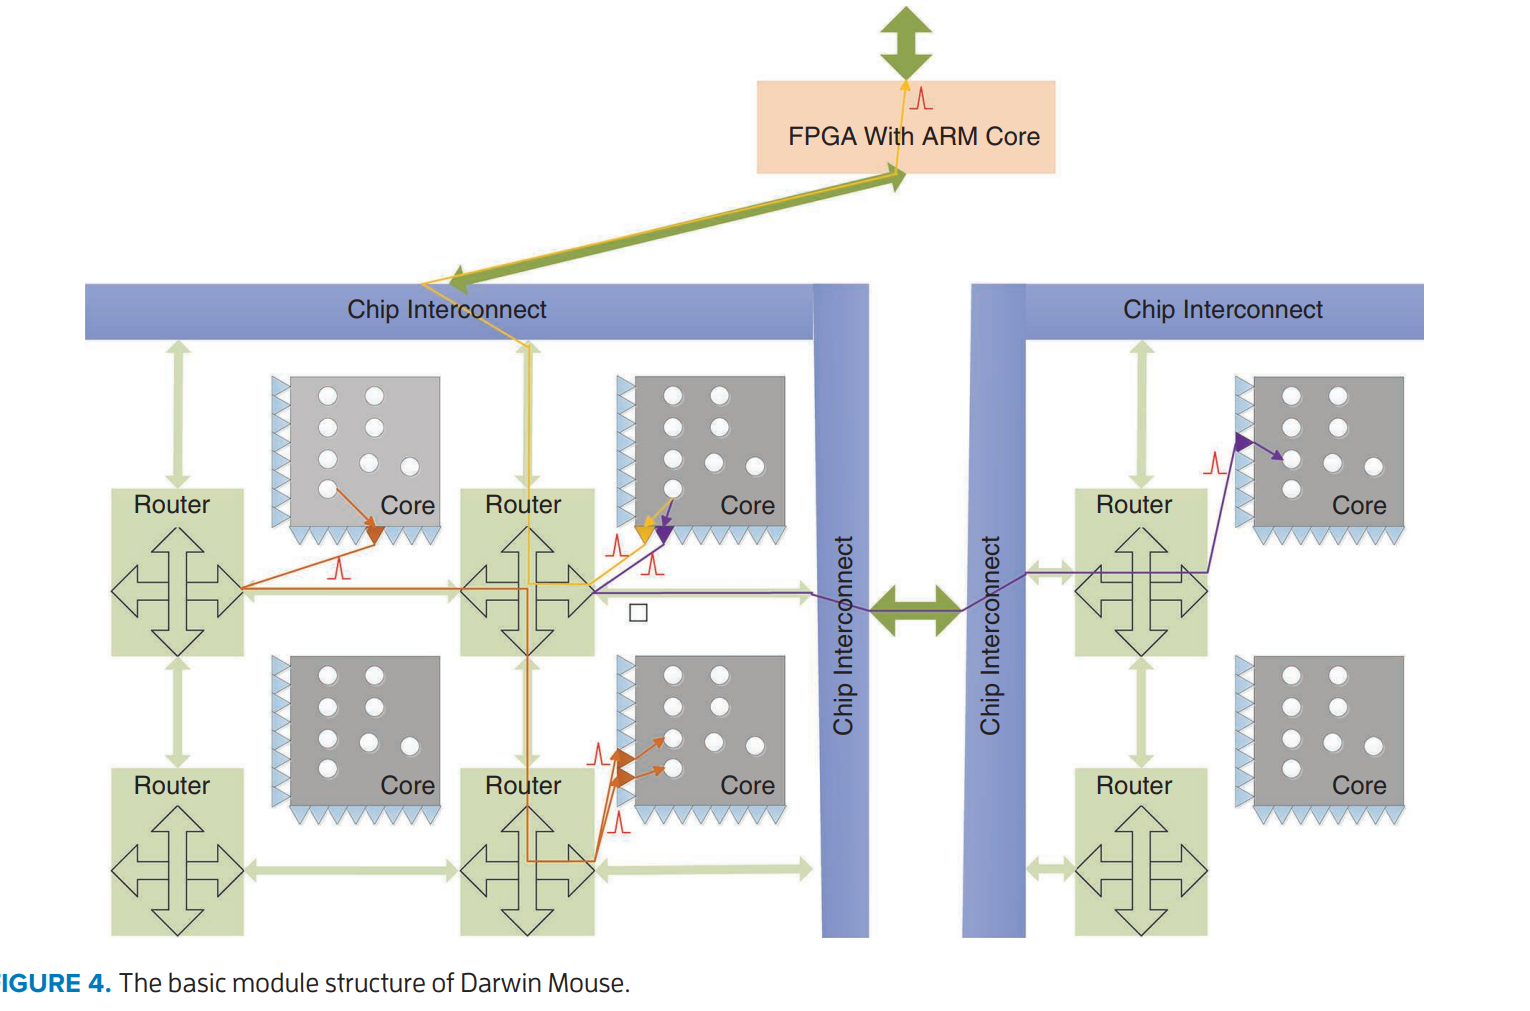 FPGA With ARM Core
Chip Interconnect
Chip Interconnect
Router
Core
Router
Core
Router
Core
Chip Interconnect
Chip Interconnect
Router
Core
Router
Core
Router
Core
FIGURE 4. The basic module structure of Darwin Mouse.